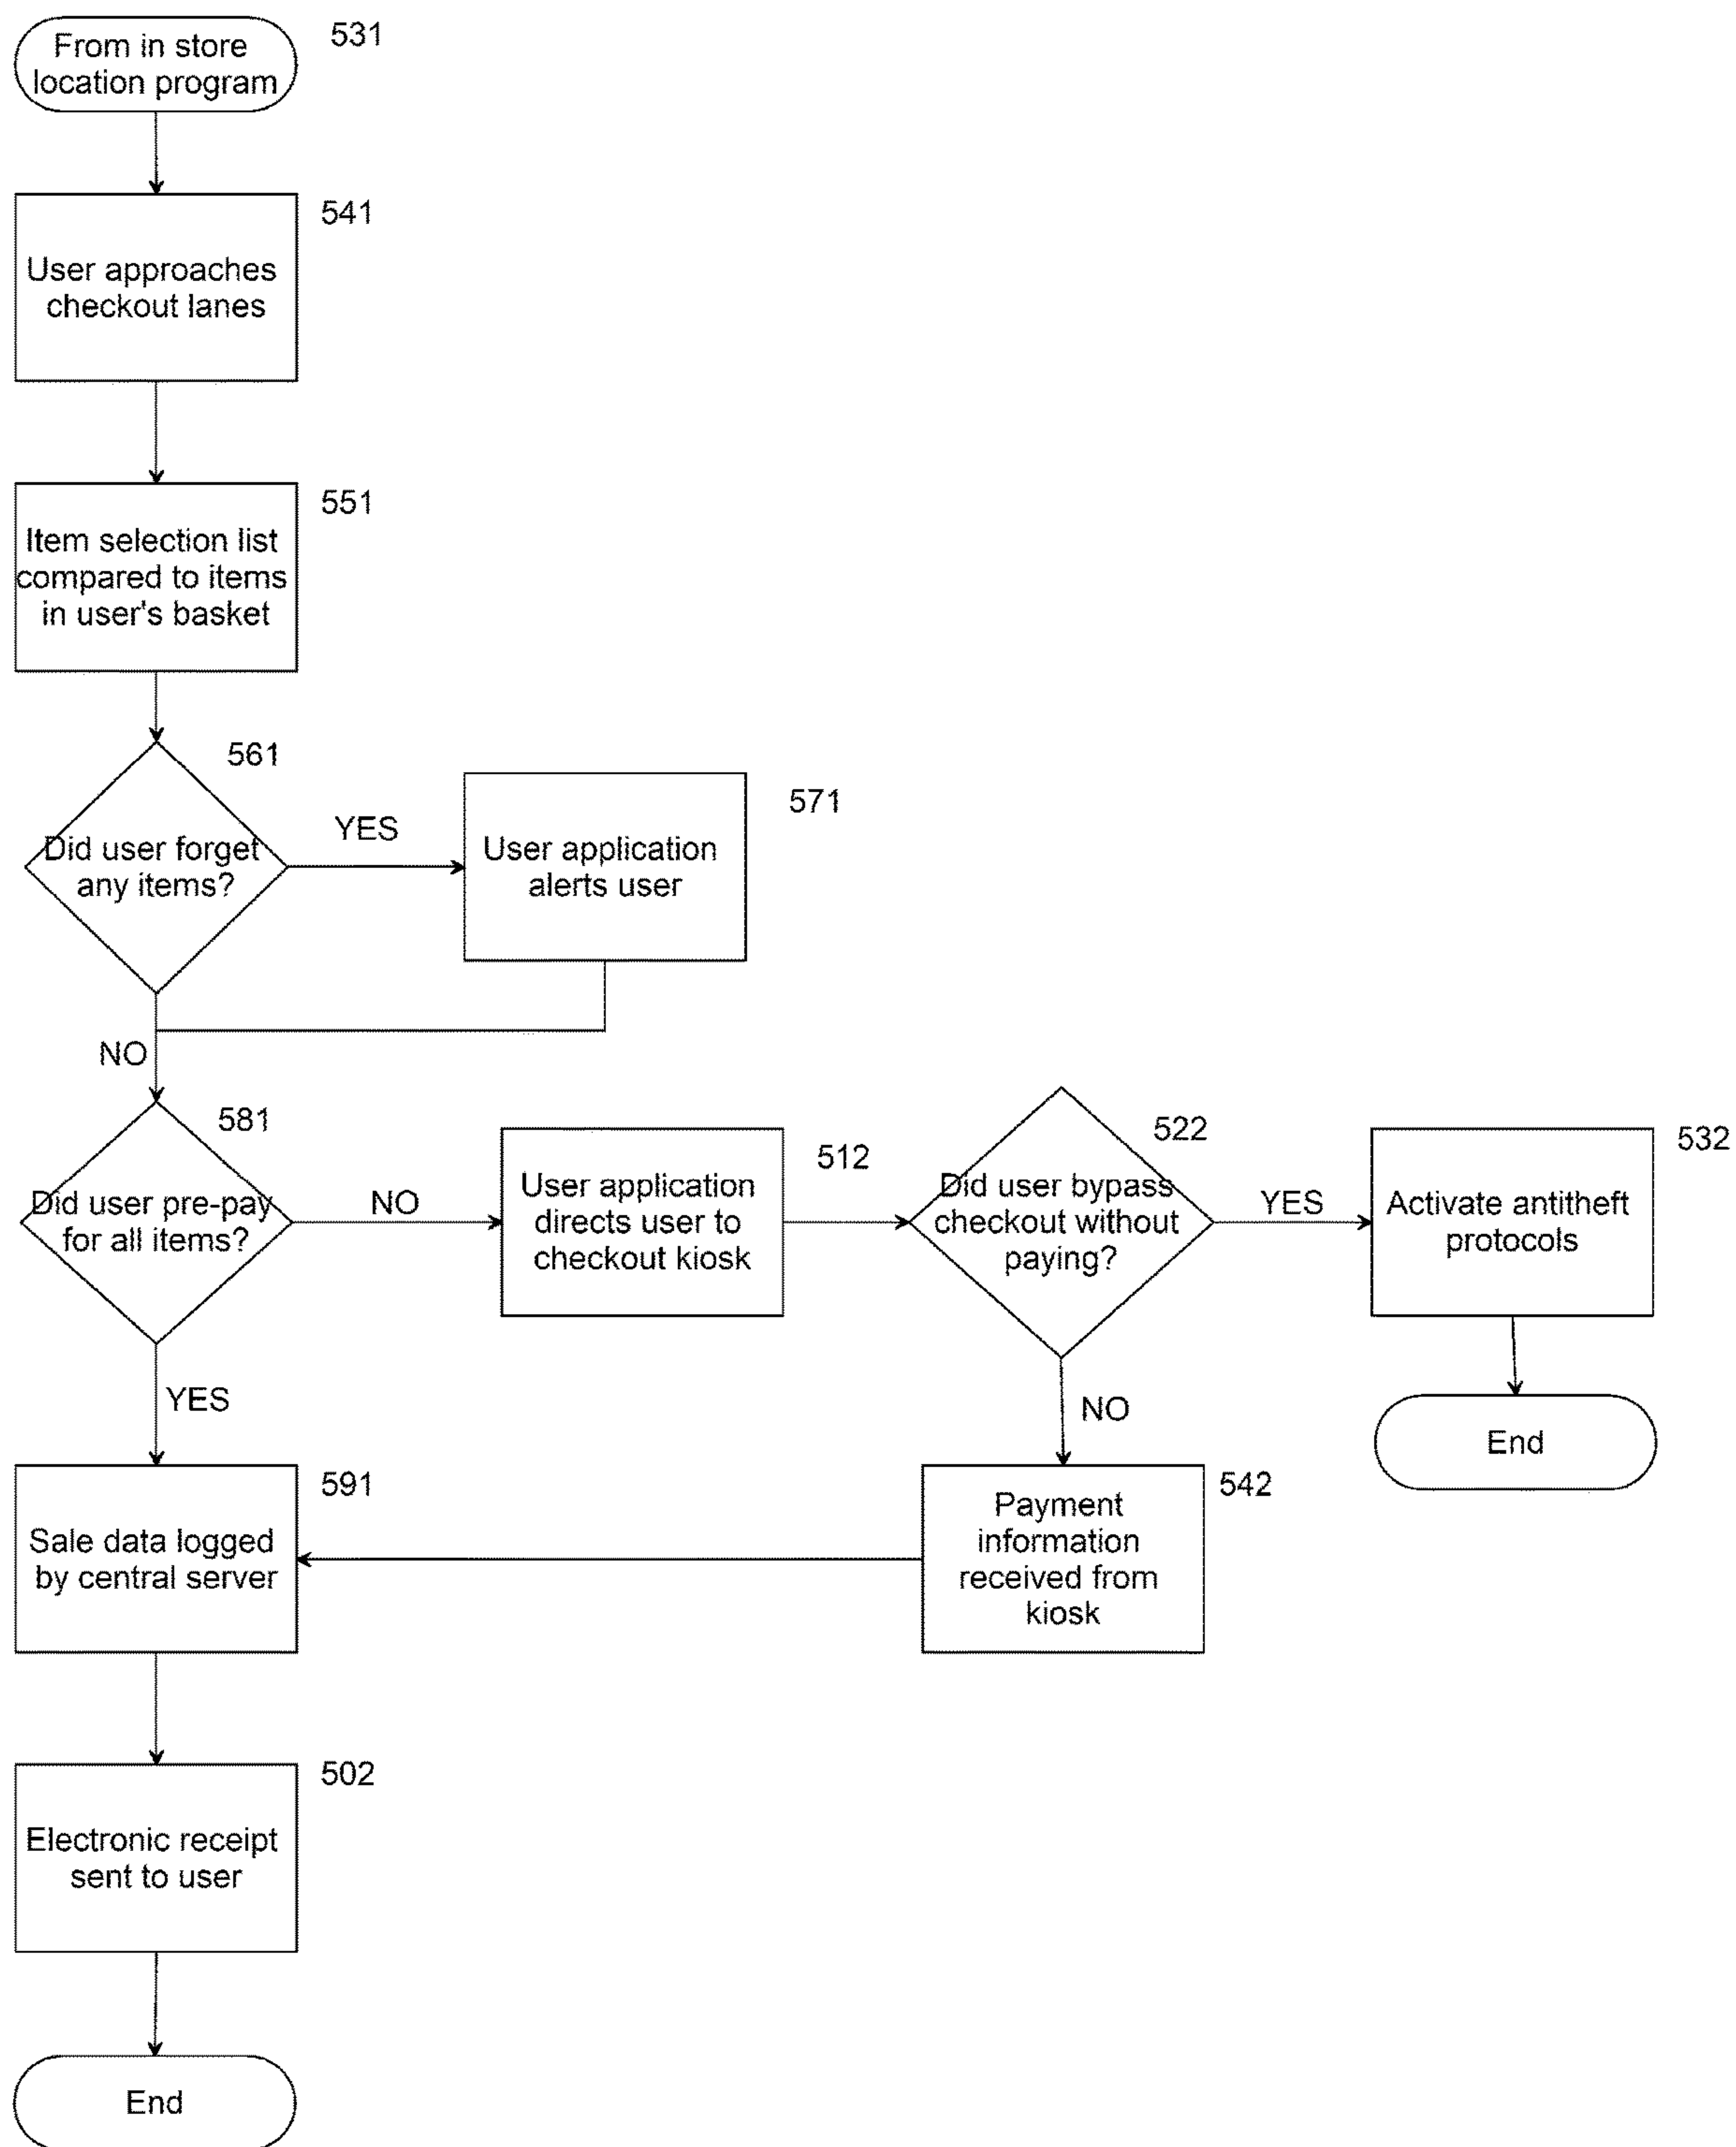 From in store
location program
531
541
User approaches
checkout lanes
551
Item selection list
compared to items
in user's basket
561
Did user forget
any items?
YES
571
User application
alerts user
NO
581
Did user pre-pay
for all items?
NO
512
User application
directs user to
checkout kiosk
522
Did user bypass
checkout without
paying?
YES
532
Activate antitheft
protocols
End
YES
NO
591
Sale data logged
by central server
542
Payment
information
received from
kiosk
502
Electronic receipt
sent to user
End